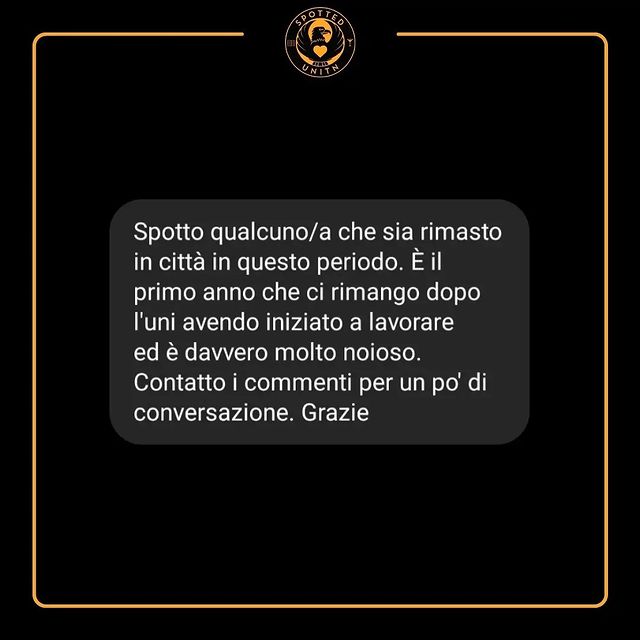 SPOTTED
UNITN
Spotto qualcuno/a che sia rimasto
in città in questo periodo. È il
primo anno che ci rimango dopo
l'uni avendo iniziato a lavorare
ed è davvero molto noioso.
Contatto i commenti per un po' di
conversazione. Grazie